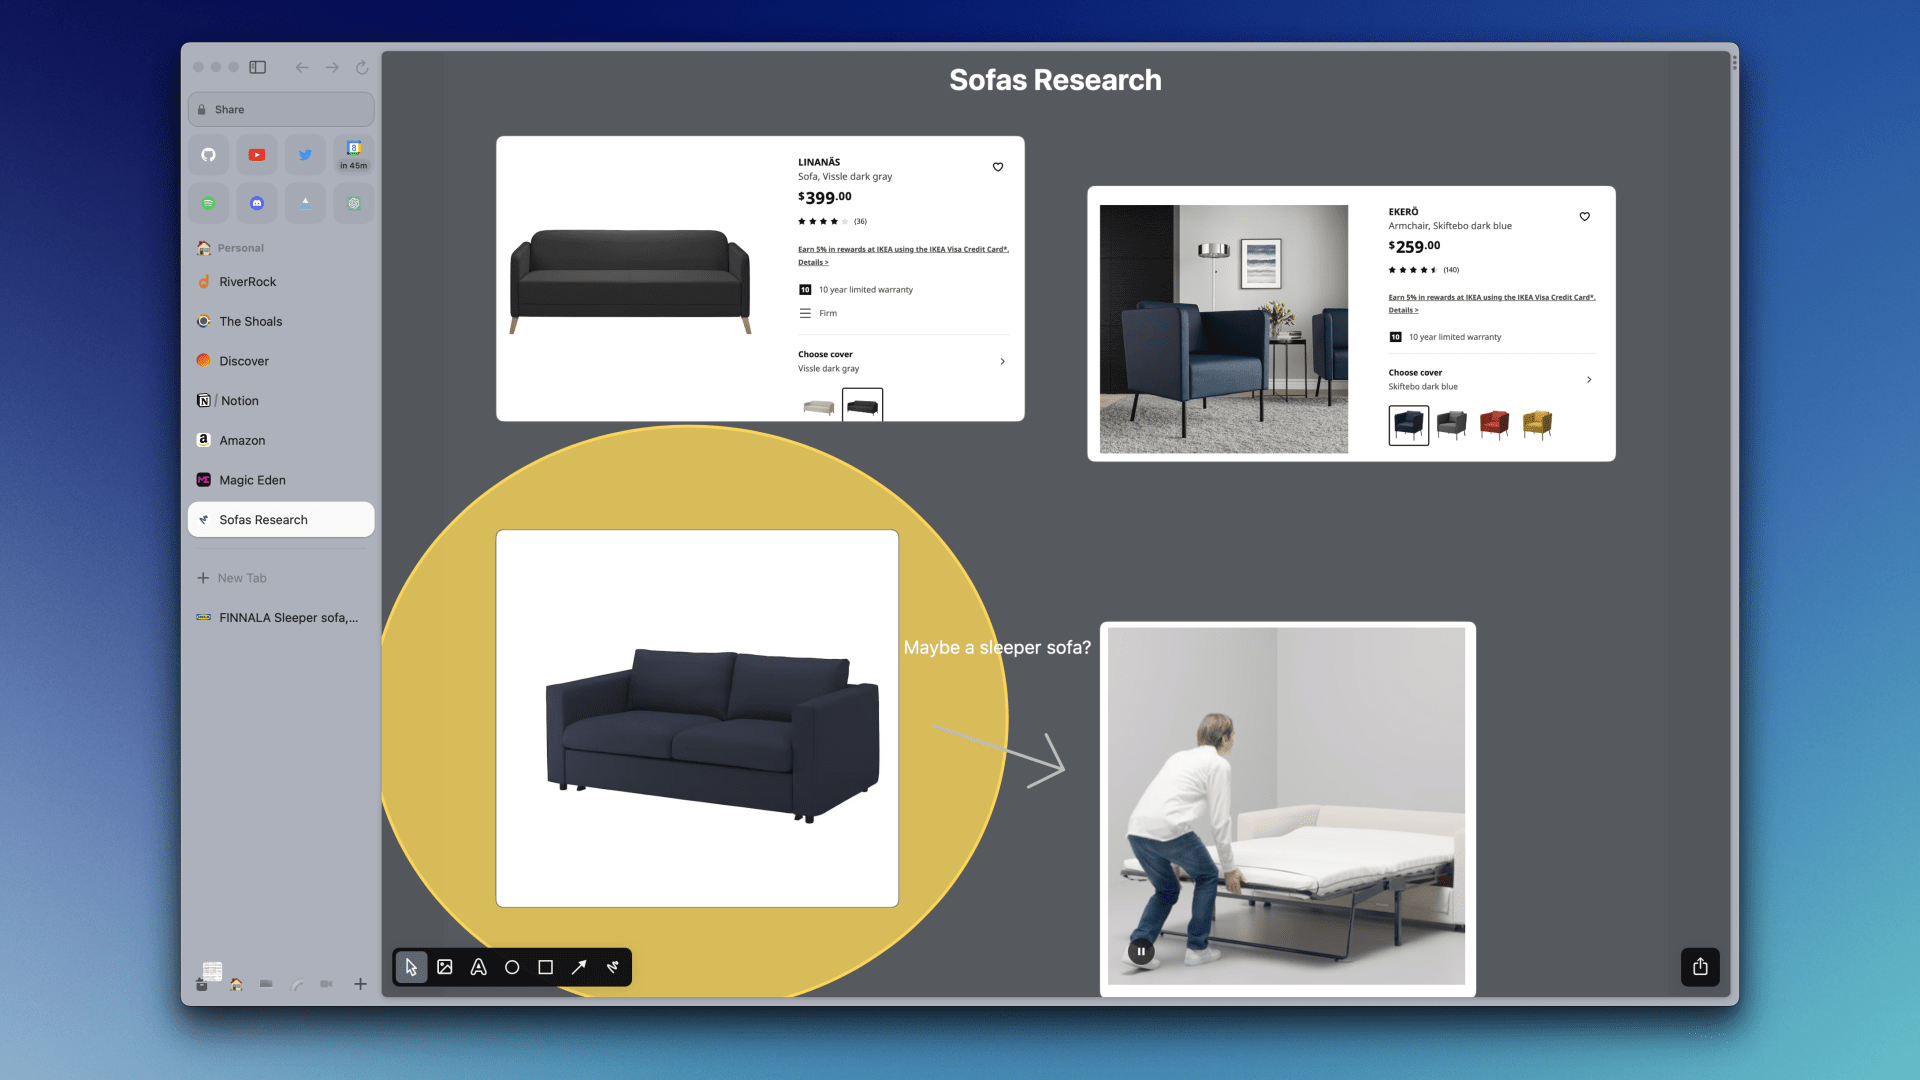 Share
8
in 45m
Personal
RiverRock
The Shoals
Discover
N / Notion
a Amazon
ME Magic Eden
Sofas Research
New Tab
FINNALA Sleeper sofa,...
Sofas Research
LINANÄS
Sofa, Vissle dark gray
$399.00
(36)
Earn 5% in rewards at IKEA using the IKEA Visa Credit Card*.
Details >
10 10 year limited warranty
Firm
Choose cover
Vissle dark gray
EKERÖ
Armchair, Skiftebo dark blue
$259.00
(140)
Earn 5% in rewards at IKEA using the IKEA Visa Credit Card*.
Details >
10 10 year limited warranty
Choose cover
Skiftebo dark blue
Maybe a sleeper sofa?